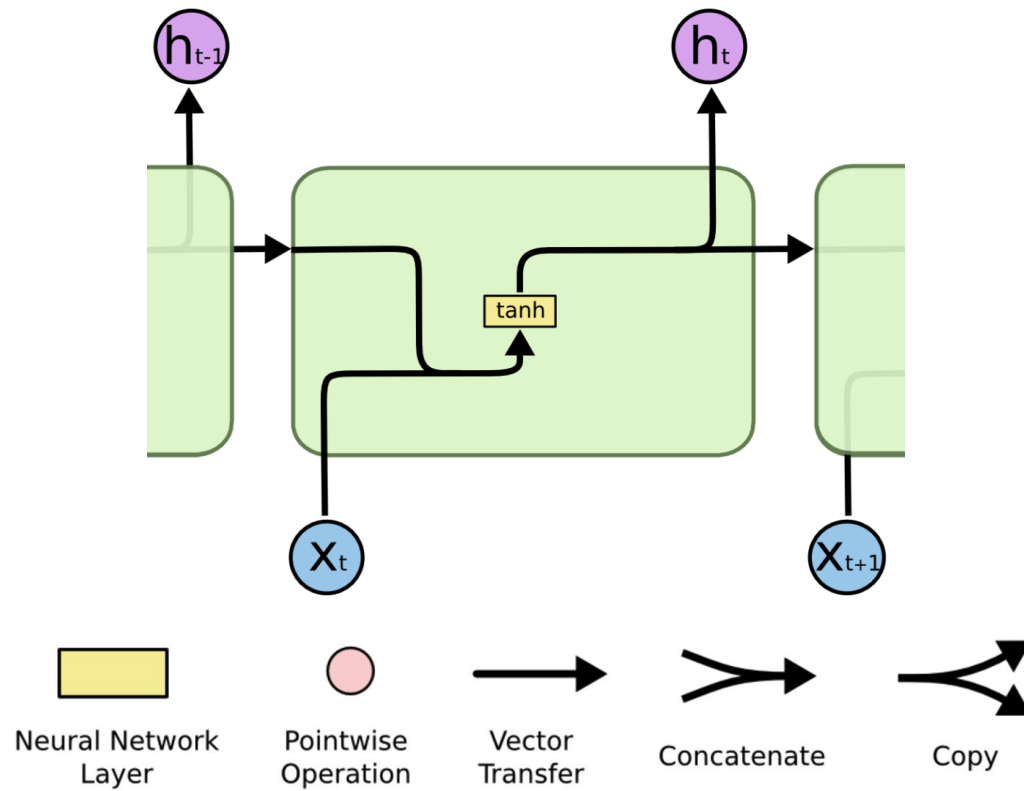 ht-1
ht
tanh
xt
xt+1
Neural Network
Layer
Pointwise
Operation
Vector
Transfer
Concatenate
Copy